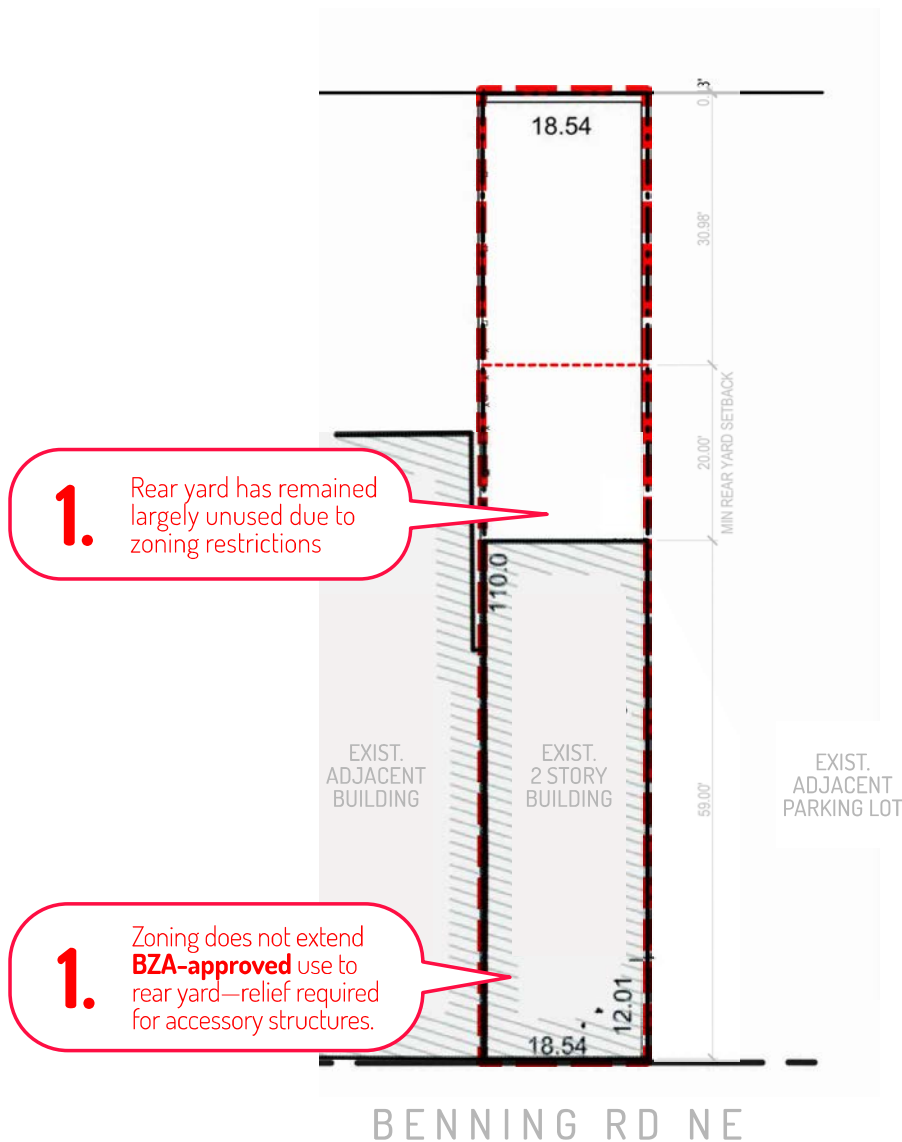 0.  3'
18.54
30.98'
MIN REAR YARD SETBACK
20.00'
1.
Rear yard has remained
largely unused due to
zoning restrictions
110.0
EXIST.
ADJACENT
BUILDING
EXIST.
2 STORY
BUILDING
EXIST.
ADJACENT
PARKING LOT
59.00'
1.
Zoning does not extend
BZA-approved use to
rear yard—relief required
for accessory structures.
12.01
18.54
BENNING RD NE